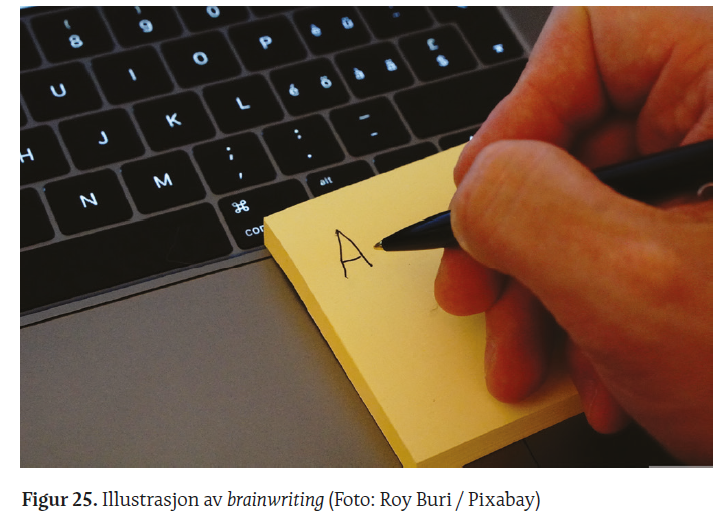 8 9 0
U I O P
H J K L
N M ; , : . _ -
⌘ alt
A
Figur 25. Illustrasjon av brainwriting (Foto: Roy Buri / Pixabay)